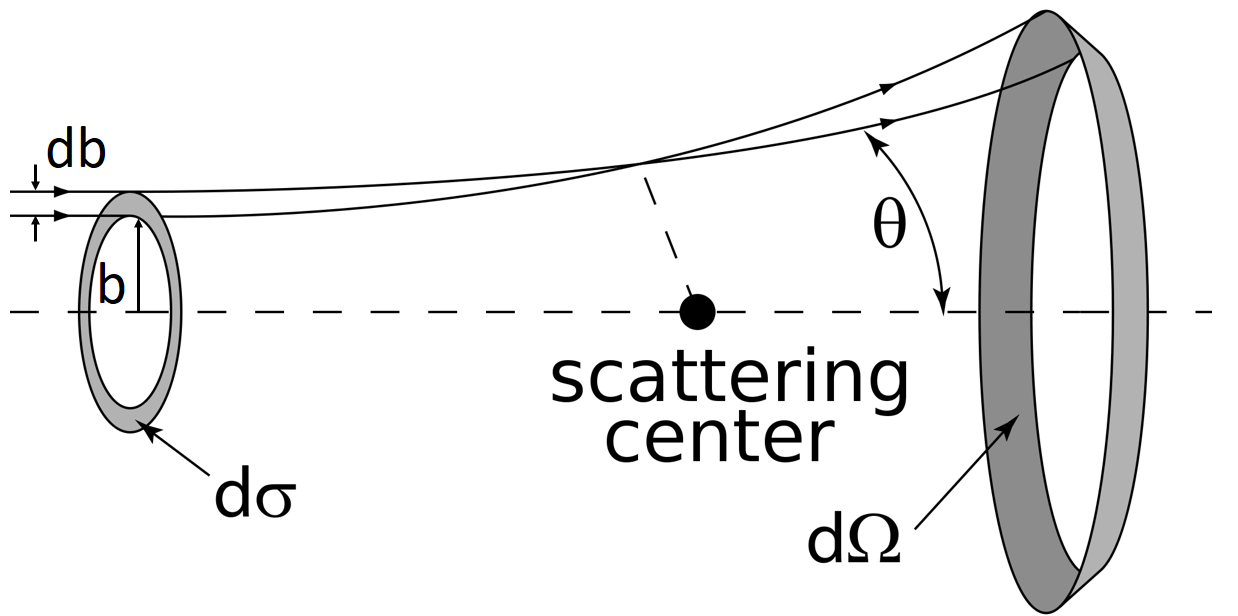 db
b
θ
scattering
center
dσ
dΩ